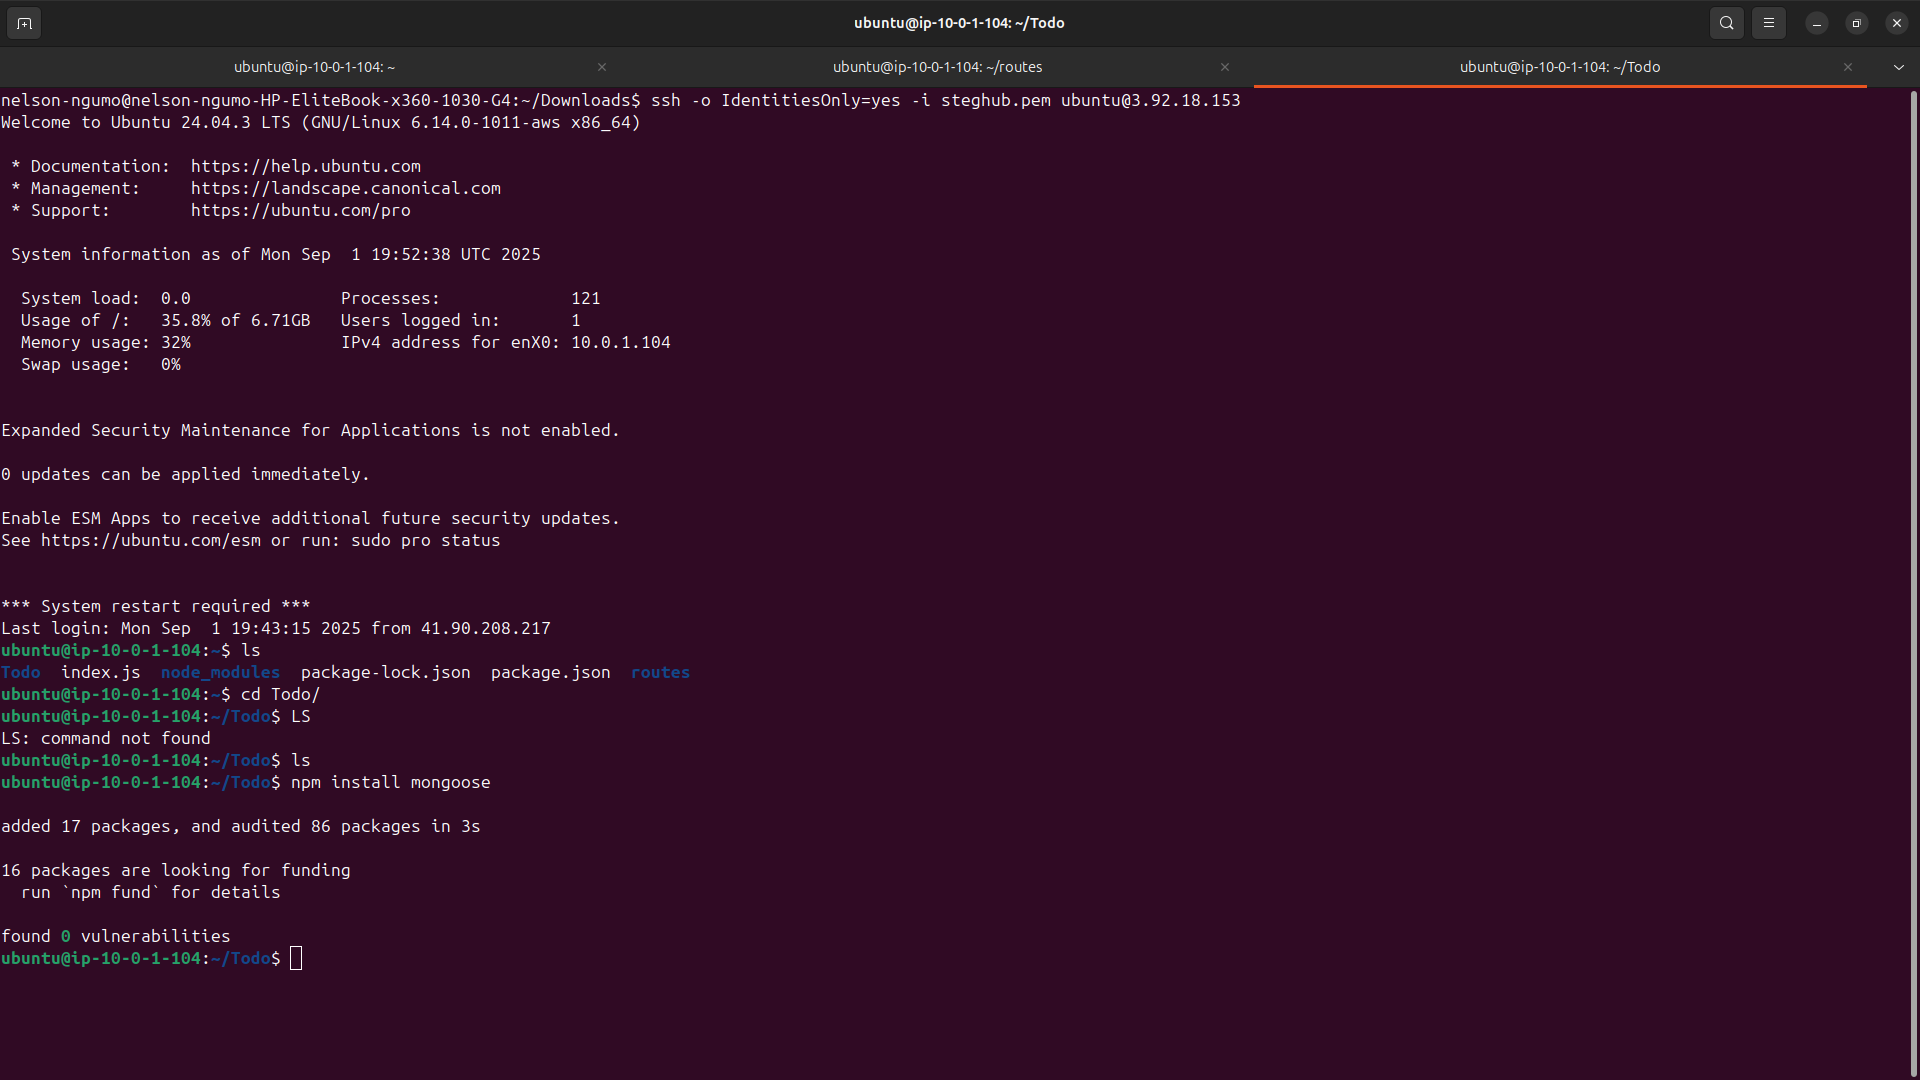 ubuntu@ip-10-0-1-104: ~/Todo
ubuntu@ip-10-0-1-104: ~
ubuntu@ip-10-0-1-104: ~/routes
ubuntu@ip-10-0-1-104: ~/Todo
nelson-ngumo@nelson-ngumo-HP-EliteBook-x360-1030-G4:~/Downloads$ ssh -o IdentitiesOnly=yes -i steghub.pem ubuntu@3.92.18.153
Welcome to Ubuntu 24.04.3 LTS (GNU/Linux 6.14.0-1011-aws x86_64)
* Documentation:  https://help.ubuntu.com
* Management:     https://landscape.canonical.com
* Support:        https://ubuntu.com/pro
System information as of Mon Sep  1 19:52:38 UTC 2025
System load:  0.0               Processes:             121
Usage of /:   35.8% of 6.71GB   Users logged in:       1
Memory usage: 32%               IPv4 address for enX0: 10.0.1.104
Swap usage:   0%
Expanded Security Maintenance for Applications is not enabled.
0 updates can be applied immediately.
Enable ESM Apps to receive additional future security updates.
See https://ubuntu.com/esm or run: sudo pro status
*** System restart required ***
Last login: Mon Sep  1 19:43:15 2025 from 41.90.208.217
ubuntu@ip-10-0-1-104:~$ ls
Todo  index.js  node_modules  package-lock.json  package.json  routes
ubuntu@ip-10-0-1-104:~$ cd Todo/
ubuntu@ip-10-0-1-104:~/Todo$ LS
LS: command not found
ubuntu@ip-10-0-1-104:~/Todo$ ls
ubuntu@ip-10-0-1-104:~/Todo$ npm install mongoose
added 17 packages, and audited 86 packages in 3s
16 packages are looking for funding
run `npm fund` for details
found 0 vulnerabilities
ubuntu@ip-10-0-1-104:~/Todo$